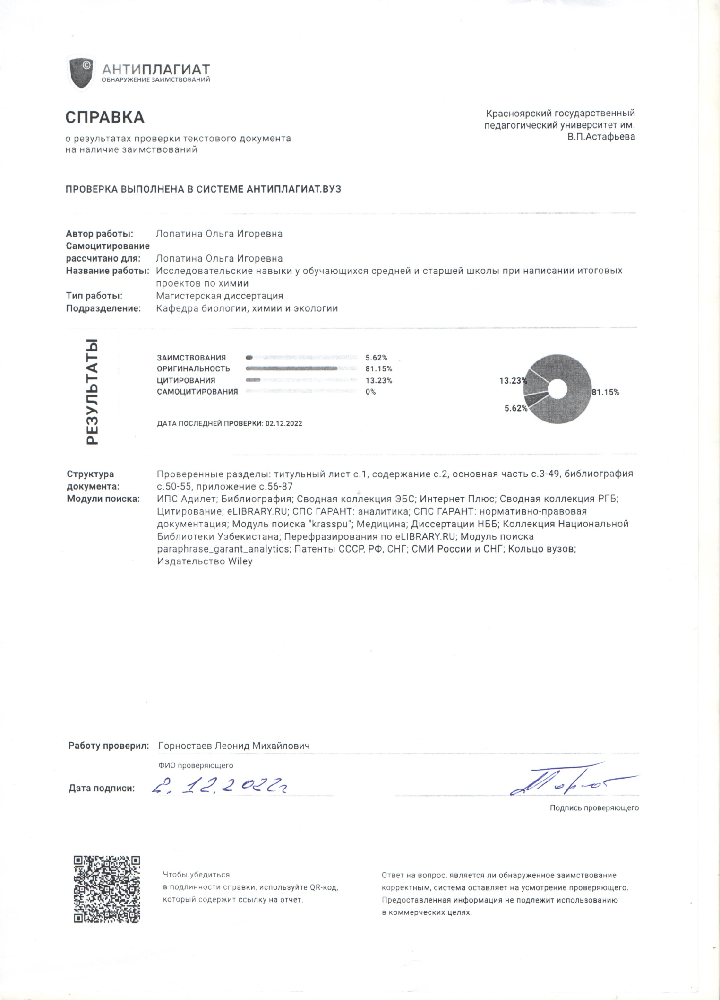 АНТИПЛАГИАТ
ОБНАРУЖЕНИЕ ЗАИМСТВОВАНИЙ
СПРАВКА
о результатах проверки текстового документа
на наличие заимствований
Красноярский государственный
педагогический университет им.
В.П.Астафьева
ПРОВЕРКА ВЫПОЛНЕНА В СИСТЕМЕ АНТИПЛАГИАТ.ВУЗ
Автор работы: Лопатина Ольга Игоревна
Самоцитирование
рассчитано для: Лопатина Ольга Игоревна
Название работы: Исследовательские навыки у обучающихся средней и старшей школы при написании итоговых
проектов по химии
Тип работы: Магистерская диссертация
Подразделение: Кафедра биологии, химии и экологии
РЕЗУЛЬТАТЫ
ЗАИМСТВОВАНИЯ 5.62%
ОРИГИНАЛЬНОСТЬ 81.15%
ЦИТИРОВАНИЯ 13.23%
САМОЦИТИРОВАНИЯ 0%
ДАТА ПОСЛЕДНЕЙ ПРОВЕРКИ: 02.12.2022
13.23%
81.15%
5.62%
Структура Проверенные разделы: титульный лист с.1, содержание с.2, основная часть с.3-49, библиография
документа: с.50-55, приложение с.56-87
Модули поиска: ИПС Адилет; Библиография; Сводная коллекция ЭБС; Интернет Плюс; Сводная коллекция РГБ;
Цитирование; eLIBRARY.RU; СПС ГАРАНТ: аналитика; СПС ГАРАНТ: нормативно-правовая
документация; Модуль поиска "krasspu"; Медицина; Диссертации НББ; Коллекция Национальной
Библиотеки Узбекистана; Перефразирования по eLIBRARY.RU; Модуль поиска
paraphrase_garant_analytics; Патенты СССР, РФ, СНГ; СМИ России и СНГ; Кольцо вузов;
Издательство Wiley
Работу проверил: Горностаев Леонид Михайлович
ФИО проверяющего
Дата подписи: 2.12.2022г
Подпись проверяющего
Чтобы убедиться
в подлинности справки, используйте QR-код,
который содержит ссылку на отчет.
Ответ на вопрос, является ли обнаруженное заимствование
корректным, система оставляет на усмотрение проверяющего.
Предоставленная информация не подлежит использованию
в коммерческих целях.